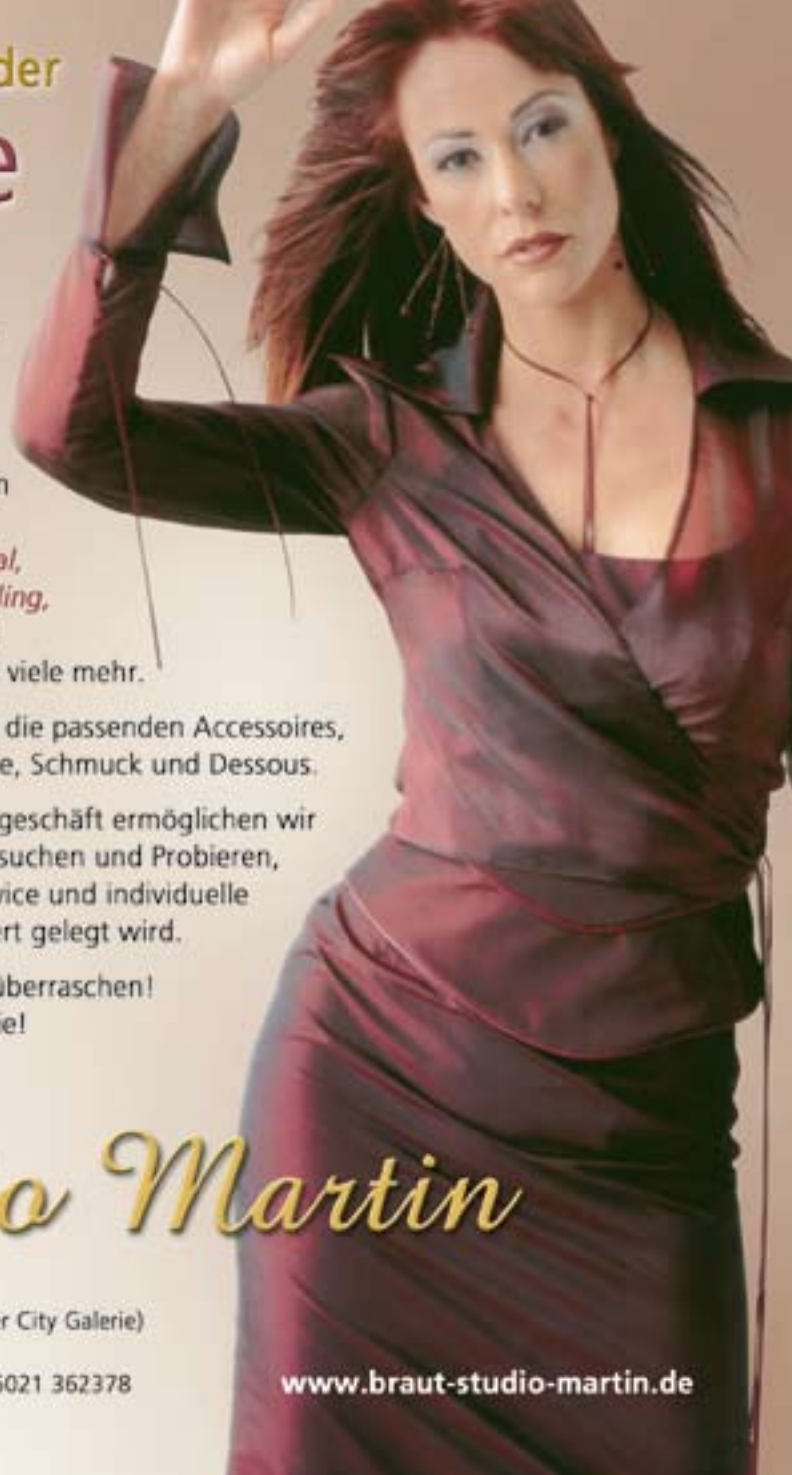 der
e
n
al,
ling,
viele mehr.
die passenden Accessoires,
e, Schmuck und Dessous.
geschäft ermöglichen wir
suchen und Probieren,
vice und individuelle
ert gelegt wird.
überraschen!
ie!
o Martin
r City Galerie)
6021 362378
www.braut-studio-martin.de